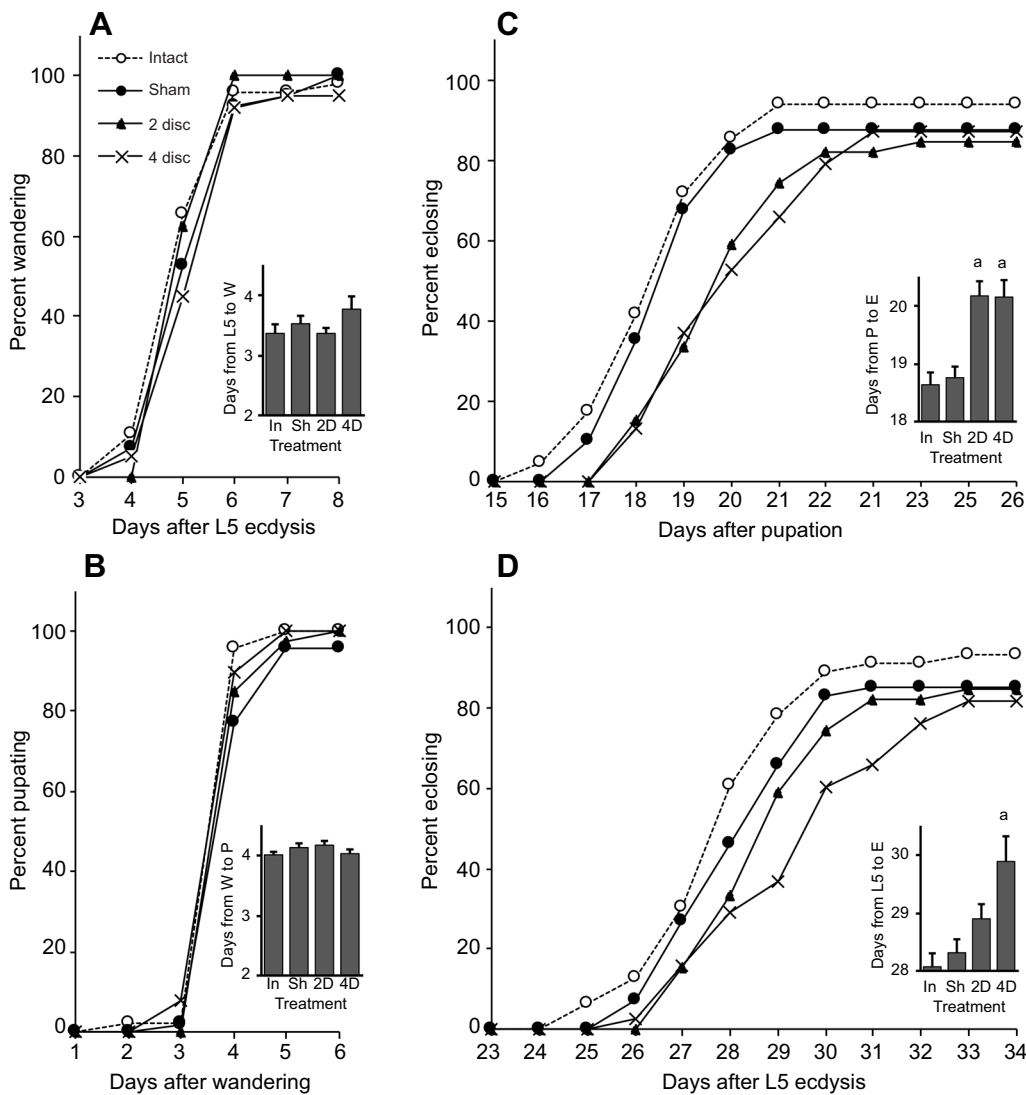 A
Intact
Sham
2 disc
4 disc
100
80
60
40
20
0
Percent wandering
3 4 5 6 7 8
Days after L5 ecdysis
4
3
2
Days from L5 to W
In Sh 2D 4D
Treatment
C
100
80
60
40
20
0
Percent eclosing
15 16 17 18 19 20 21 22 21 23 25 26
Days after pupation
a a
20
19
18
Days from P to E
In Sh 2D 4D
Treatment
B
100
80
60
40
20
0
Percent pupating
1 2 3 4 5 6
Days after wandering
4
3
2
Days from W to P
In Sh 2D 4D
Treatment
D
100
80
60
40
20
0
Percent eclosing
23 24 25 26 27 28 29 30 31 32 33 34
Days after L5 ecdysis
a
30
29
28
Days from L5 to E
In Sh 2D 4D
Treatment